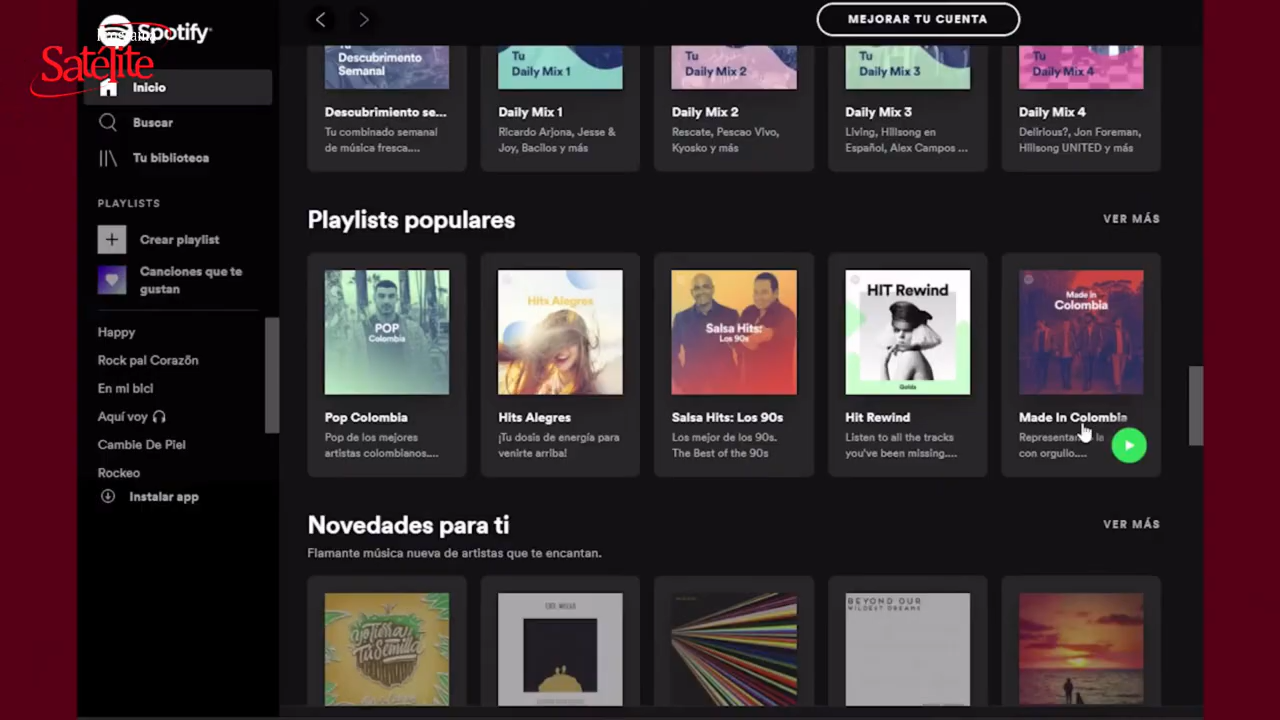 Spotify
Programa
Satélite
MEJORAR TU CUENTA
Inicio
Buscar
Tu biblioteca
PLAYLISTS
Crear playlist
Canciones que te
gustan
Happy
Rock pal Corazõn
En mi bici
Aquí voy
Cambie De Piel
Rockeo
Instalar app
Tu
Descubrimiento
Semanal
Descubrimiento se...
Tu combinado semanal
de música fresca....
Tu
Daily Mix 1
Daily Mix 1
Ricardo Arjona, Jesse &
Joy, Bacilos y más
Tu
Daily Mix 2
Daily Mix 2
Rescate, Pescao Vivo,
Kyosko y más
Tu
Daily Mix 3
Daily Mix 3
Living, Hillsong en
Español, Alex Campos ...
Tu
Daily Mix 4
Daily Mix 4
Delirious?, Jon Foreman,
Hillsong UNITED y más
Playlists populares
VER MÁS
POP
Colombia
Pop Colombia
Pop de los mejores
artistas colombianos....
Hits Alegres
Hits Alegres
¡Tu dosis de energía para
venirte arriba!
Salsa Hits:
Los 90s
Salsa Hits: Los 90s
Los mejor de los 90s.
The Best of the 90s
HIT Rewind
Golds
Hit Rewind
Listen to all the tracks
you've been missing....
Made in
Colombia
Made In Colombia
la
con orgullo....
Novedades para ti
VER MÁS
Flamante música nueva de artistas que te encantan.
Tu Semilla
BEYOND OUR
WILDEST DREAMS